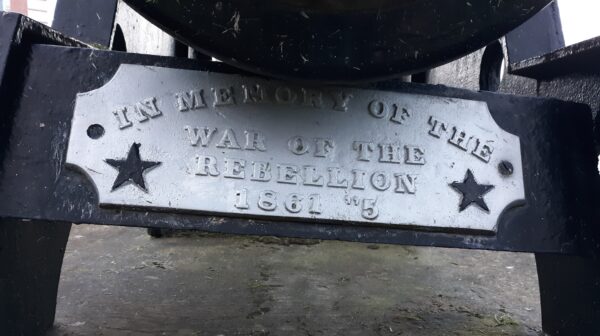 IN MEMORY OF THE
WAR OF THE
REBELLION
1861 "5